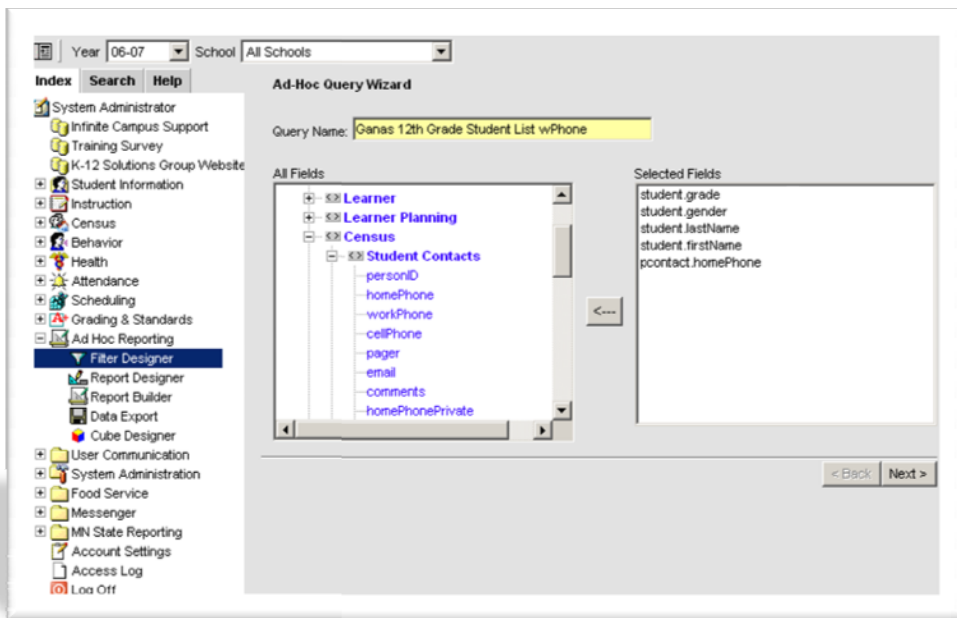 Year 06-07 School All Schools
Index Search Help
System Administrator
Infinite Campus Support
Training Survey
K-12 Solutions Group Website
Student Information
Instruction
Census
Behavior
Health
Attendance
Scheduling
Grading & Standards
Ad Hoc Reporting
Filter Designer
Report Designer
Report Builder
Data Export
Cube Designer
User Communication
System Administration
Food Service
Messenger
MN State Reporting
Account Settings
Access Log
Log Off
Ad-Hoc Query Wizard
Query Name: Ganas 12th Grade Student List wPhone
All Fields
Learner
Learner Planning
Census
Student Contacts
personID
homePhone
workPhone
cellPhone
pager
email
comments
homePhonePrivate
<---
Selected Fields
student.grade
student.gender
student.lastName
student.firstName
pcontact.homePhone
< Back Next >